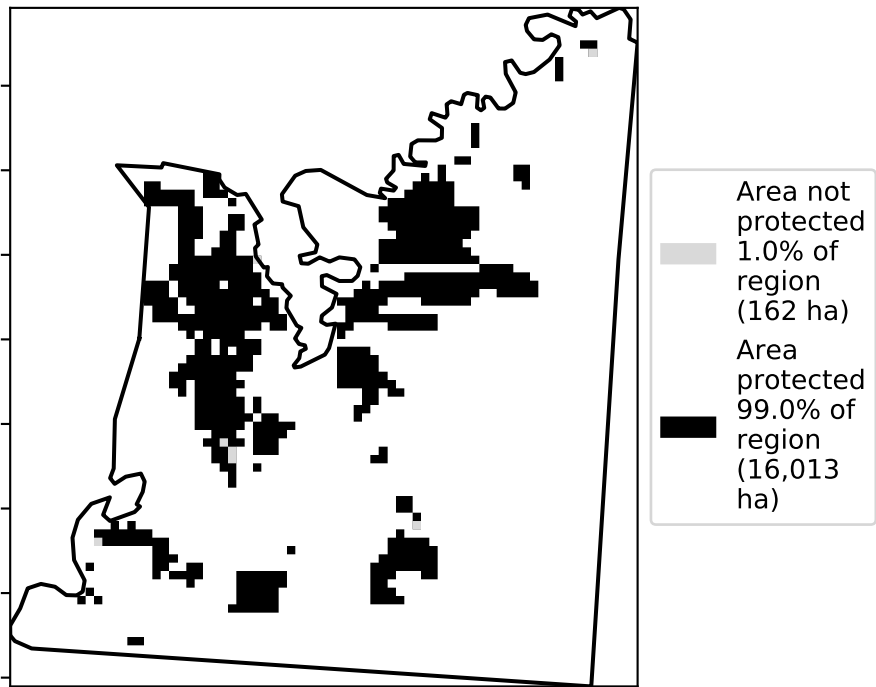 Area not
protected
1.0% of
region
(162 ha)
Area
protected
99.0% of
region
(16,013
ha)